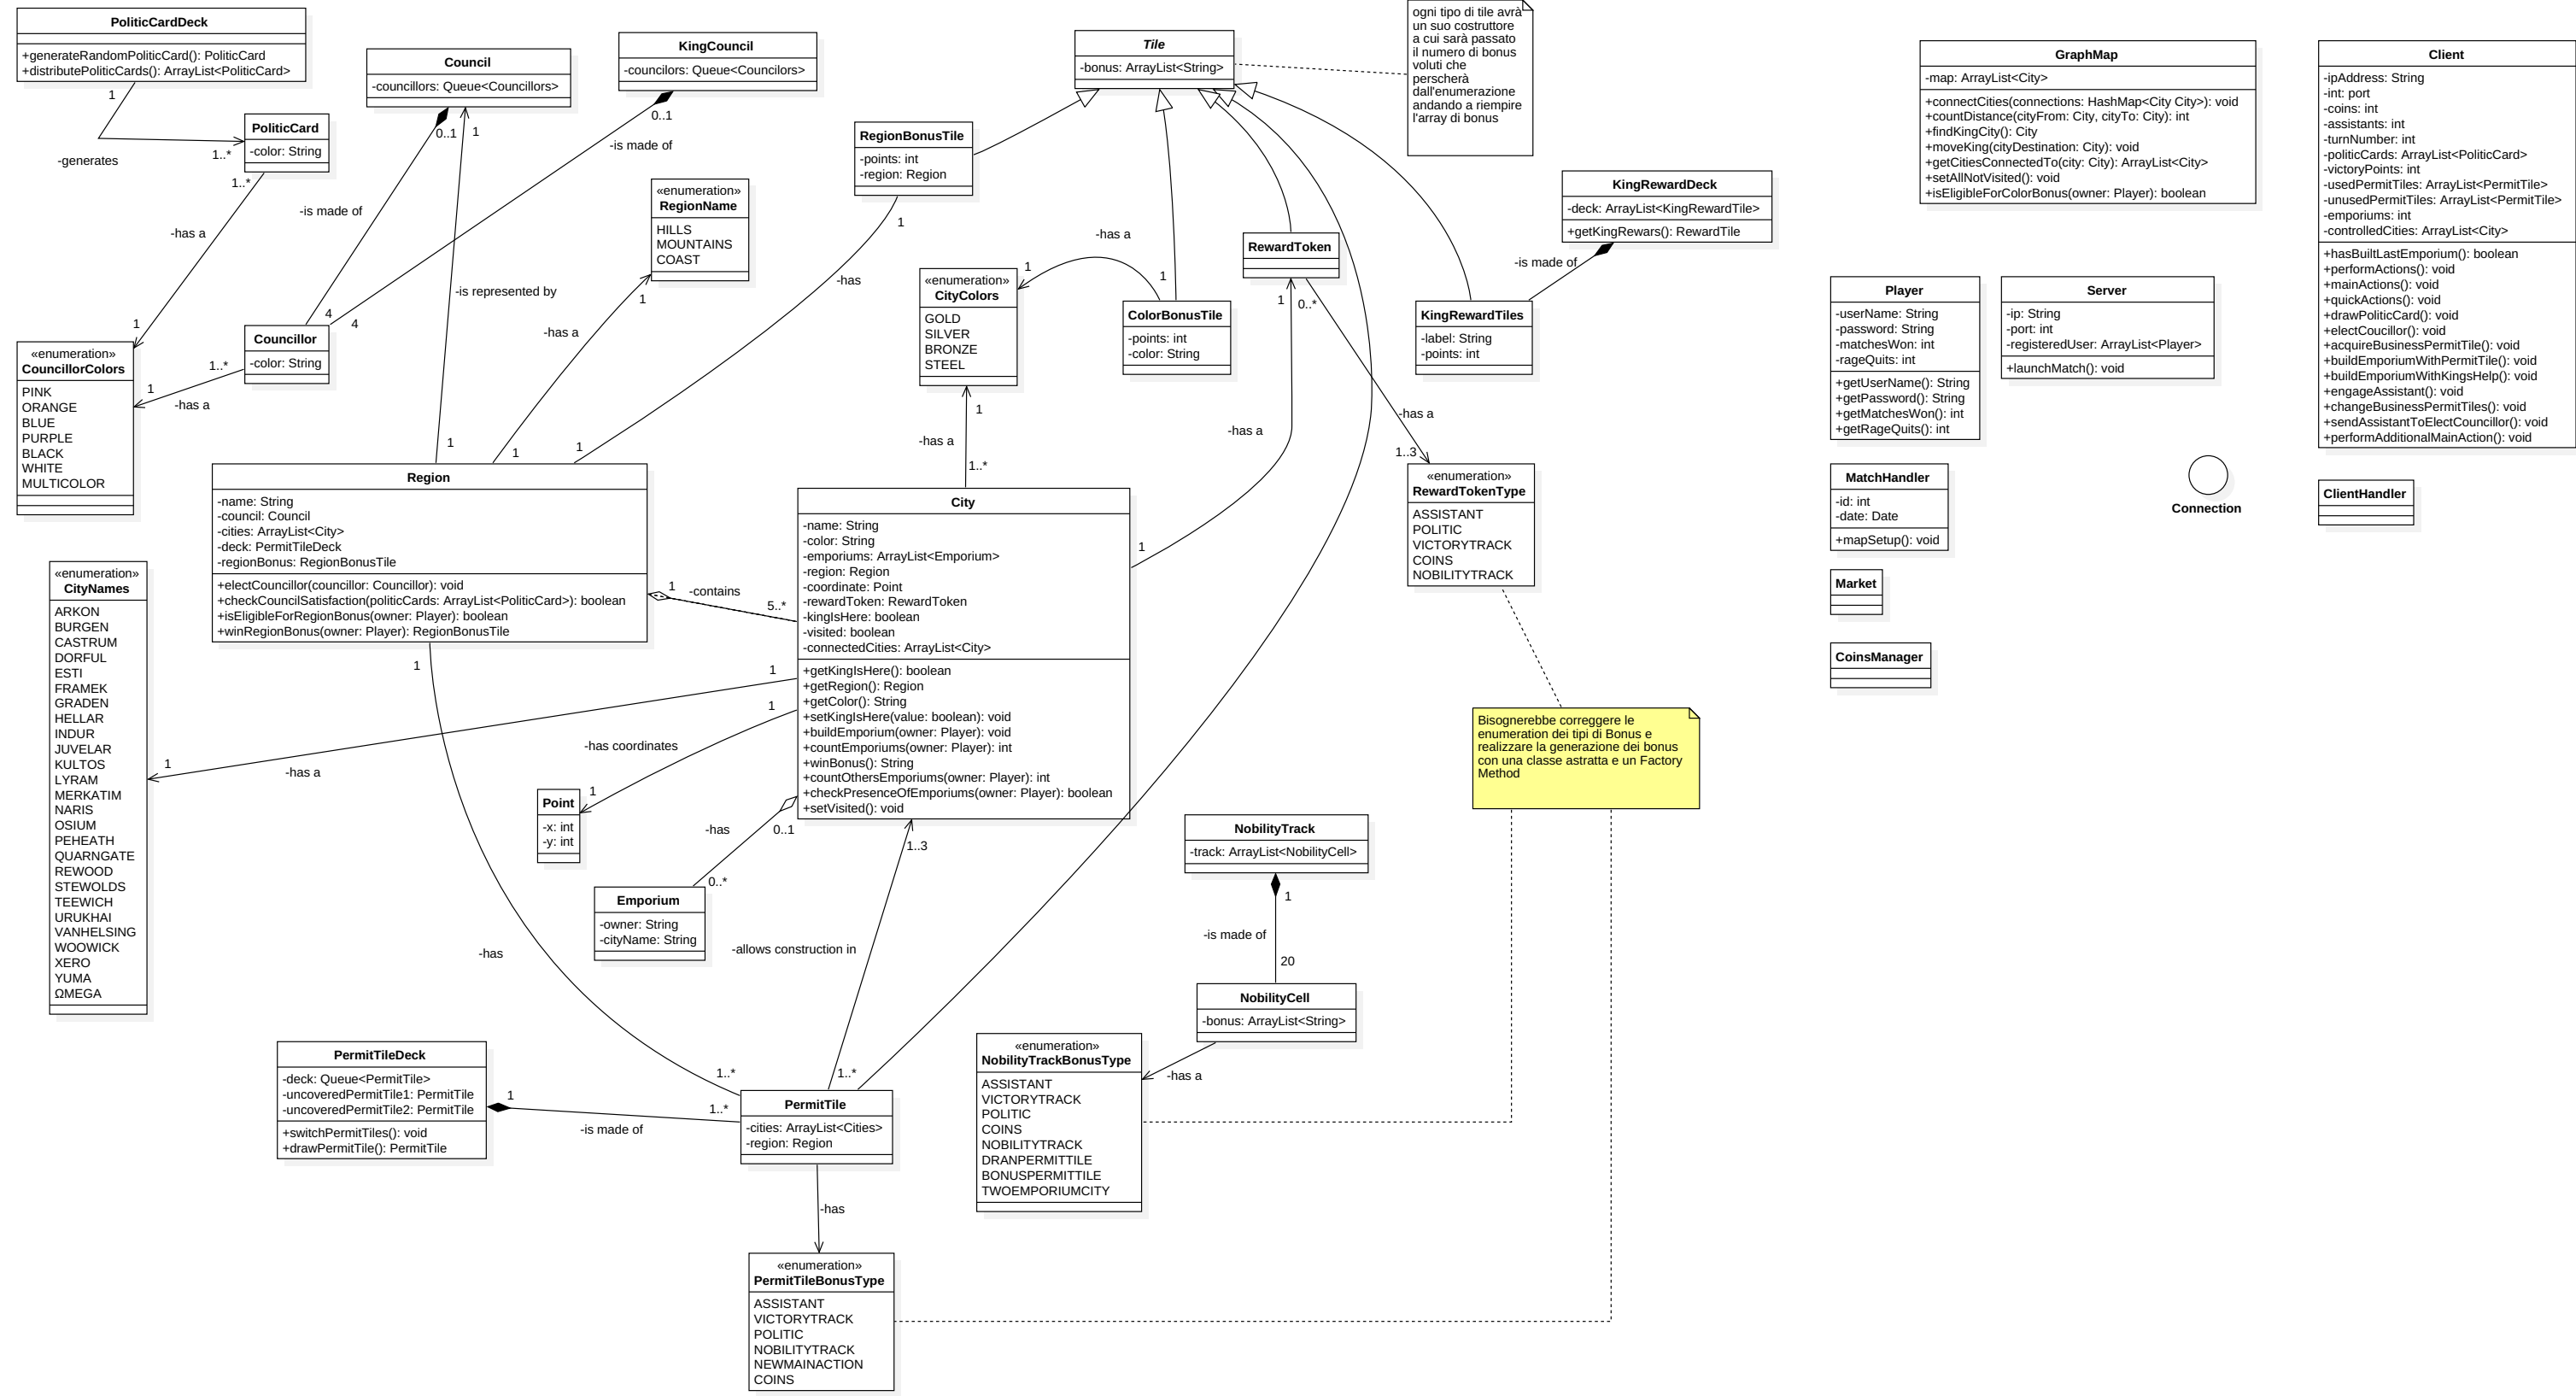 PoliticCardDeck
+generateRandomPoliticCard(): PoliticCard
+distributePoliticCards(): ArrayList<PoliticCard>
1
-generates
1..*
PoliticCard
-color: String
1..*
-has a
1
Council
-councillors: Queue<Councillors>
0..1
1
-is made of
4
KingCouncil
-councilors: Queue<Councilors>
0..1
-is made of
4
Councillor
-color: String
1..*
1
-has a
«enumeration»
CouncillorColors
PINK
ORANGE
BLUE
PURPLE
BLACK
WHITE
MULTICOLOR
«enumeration»
RegionName
HILLS
MOUNTAINS
COAST
1
-has a
1
-is represented by
1
RegionBonusTile
-points: int
-region: Region
1
-has
1
Tile
-bonus: ArrayList<String>
ogni tipo di tile avrà
un suo costruttore
a cui sarà passato
il numero di bonus
voluti che
perscherà
dall'enumerazione
andando a riempire
l'array di bonus
«enumeration»
CityColors
GOLD
SILVER
BRONZE
STEEL
1
-has a
1
ColorBonusTile
-points: int
-color: String
RewardToken
1
0..*
KingRewardTiles
-label: String
-points: int
KingRewardDeck
-deck: ArrayList<KingRewardTile>
+getKingRewars(): RewardTile
-is made of
-has a
1..3
«enumeration»
RewardTokenType
ASSISTANT
POLITIC
VICTORYTRACK
COINS
NOBILITYTRACK
1
-has a
1..*
-has a
1
Region
-name: String
-council: Council
-cities: ArrayList<City>
-deck: PermitTileDeck
-regionBonus: RegionBonusTile
+electCouncillor(councillor: Councillor): void
+checkCouncilSatisfaction(politicCards: ArrayList<PoliticCard>): boolean
+isEligibleForRegionBonus(owner: Player): boolean
+winRegionBonus(owner: Player): RegionBonusTile
1
-contains
5..*
City
-name: String
-color: String
-emporiums: ArrayList<Emporium>
-region: Region
-coordinate: Point
-rewardToken: RewardToken
-kingIsHere: boolean
-visited: boolean
-connectedCities: ArrayList<City>
+getKingIsHere(): boolean
+getRegion(): Region
+getColor(): String
+setKingIsHere(value: boolean): void
+buildEmporium(owner: Player): void
+countEmporiums(owner: Player): int
+winBonus(): String
+countOthersEmporiums(owner: Player): int
+checkPresenceOfEmporiums(owner: Player): boolean
+setVisited(): void
«enumeration»
CityNames
ARKON
BURGEN
CASTRUM
DORFUL
ESTI
FRAMEK
GRADEN
HELLAR
INDUR
JUVELAR
KULTOS
LYRAM
MERKATIM
NARIS
OSIUM
PEHEATH
QUARNGATE
REWOOD
STEWOLDS
TEEWICH
URUKHAI
VANHELSING
WOOWICK
XERO
YUMA
ΩMEGA
1
-has a
1
1
-has coordinates
1
Point
-x: int
-y: int
-has
0..1
0..*
Emporium
-owner: String
-cityName: String
1..3
-allows construction in
1..*
1
-has
1..*
PermitTileDeck
-deck: Queue<PermitTile>
-uncoveredPermitTile1: PermitTile
-uncoveredPermitTile2: PermitTile
+switchPermitTiles(): void
+drawPermitTile(): PermitTile
1
-is made of
1..*
PermitTile
-cities: ArrayList<Cities>
-region: Region
-has
«enumeration»
PermitTileBonusType
ASSISTANT
VICTORYTRACK
POLITIC
NOBILITYTRACK
NEWMAINACTION
COINS
NobilityTrack
-track: ArrayList<NobilityCell>
1
-is made of
20
NobilityCell
-bonus: ArrayList<String>
-has a
«enumeration»
NobilityTrackBonusType
ASSISTANT
VICTORYTRACK
POLITIC
COINS
NOBILITYTRACK
DRANPERMITTILE
BONUSPERMITTILE
TWOEMPORIUMCITY
Bisognerebbe correggere le
enumeration dei tipi di Bonus e
realizzare la generazione dei bonus
con una classe astratta e un Factory
Method
GraphMap
-map: ArrayList<City>
+connectCities(connections: HashMap<City City>): void
+countDistance(cityFrom: City, cityTo: City): int
+findKingCity(): City
+moveKing(cityDestination: City): void
+getCitiesConnectedTo(city: City): ArrayList<City>
+setAllNotVisited(): void
+isEligibleForColorBonus(owner: Player): boolean
Player
-userName: String
-password: String
-matchesWon: int
-rageQuits: int
+getUserName(): String
+getPassword(): String
+getMatchesWon(): int
+getRageQuits(): int
Server
-ip: String
-port: int
-registeredUser: ArrayList<Player>
+launchMatch(): void
MatchHandler
-id: int
-date: Date
+mapSetup(): void
Market
CoinsManager
Connection
Client
-ipAddress: String
-int: port
-coins: int
-assistants: int
-turnNumber: int
-politicCards: ArrayList<PoliticCard>
-victoryPoints: int
-usedPermitTiles: ArrayList<PermitTile>
-unusedPermitTiles: ArrayList<PermitTile>
-emporiums: int
-controlledCities: ArrayList<City>
+hasBuiltLastEmporium(): boolean
+performActions(): void
+mainActions(): void
+quickActions(): void
+drawPoliticCard(): void
+electCoucillor(): void
+acquireBusinessPermitTile(): void
+buildEmporiumWithPermitTile(): void
+buildEmporiumWithKingsHelp(): void
+engageAssistant(): void
+changeBusinessPermitTiles(): void
+sendAssistantToElectCouncillor(): void
+performAdditionalMainAction(): void
ClientHandler